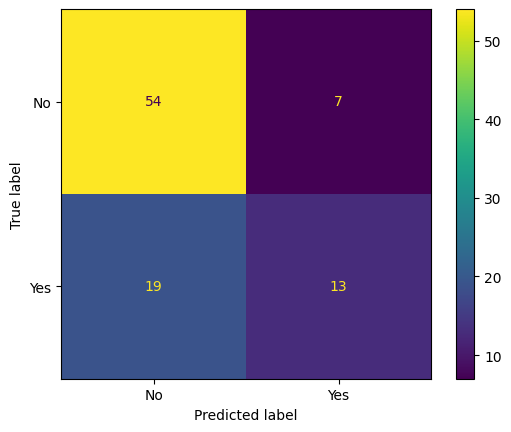 No
54
7
Yes
19
13
No
Yes
Predicted label
True label
50
40
30
20
10